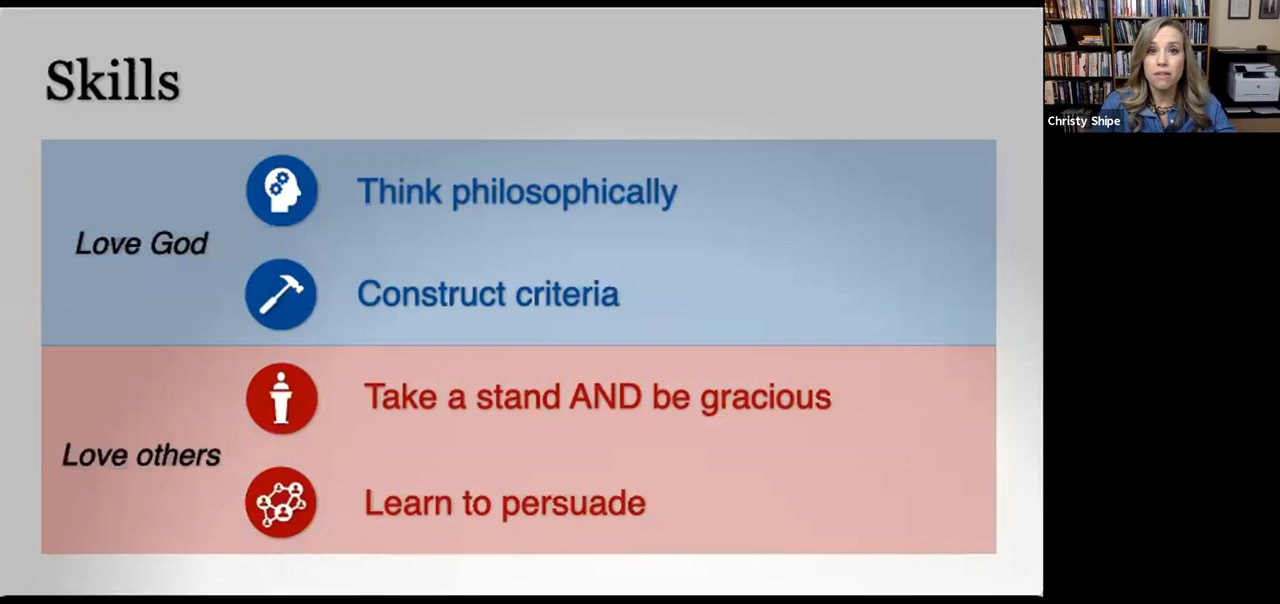 Skills
Love God
Think philosophically
Construct criteria
Love others
Take a stand AND be gracious
Learn to persuade
Christy Shipe